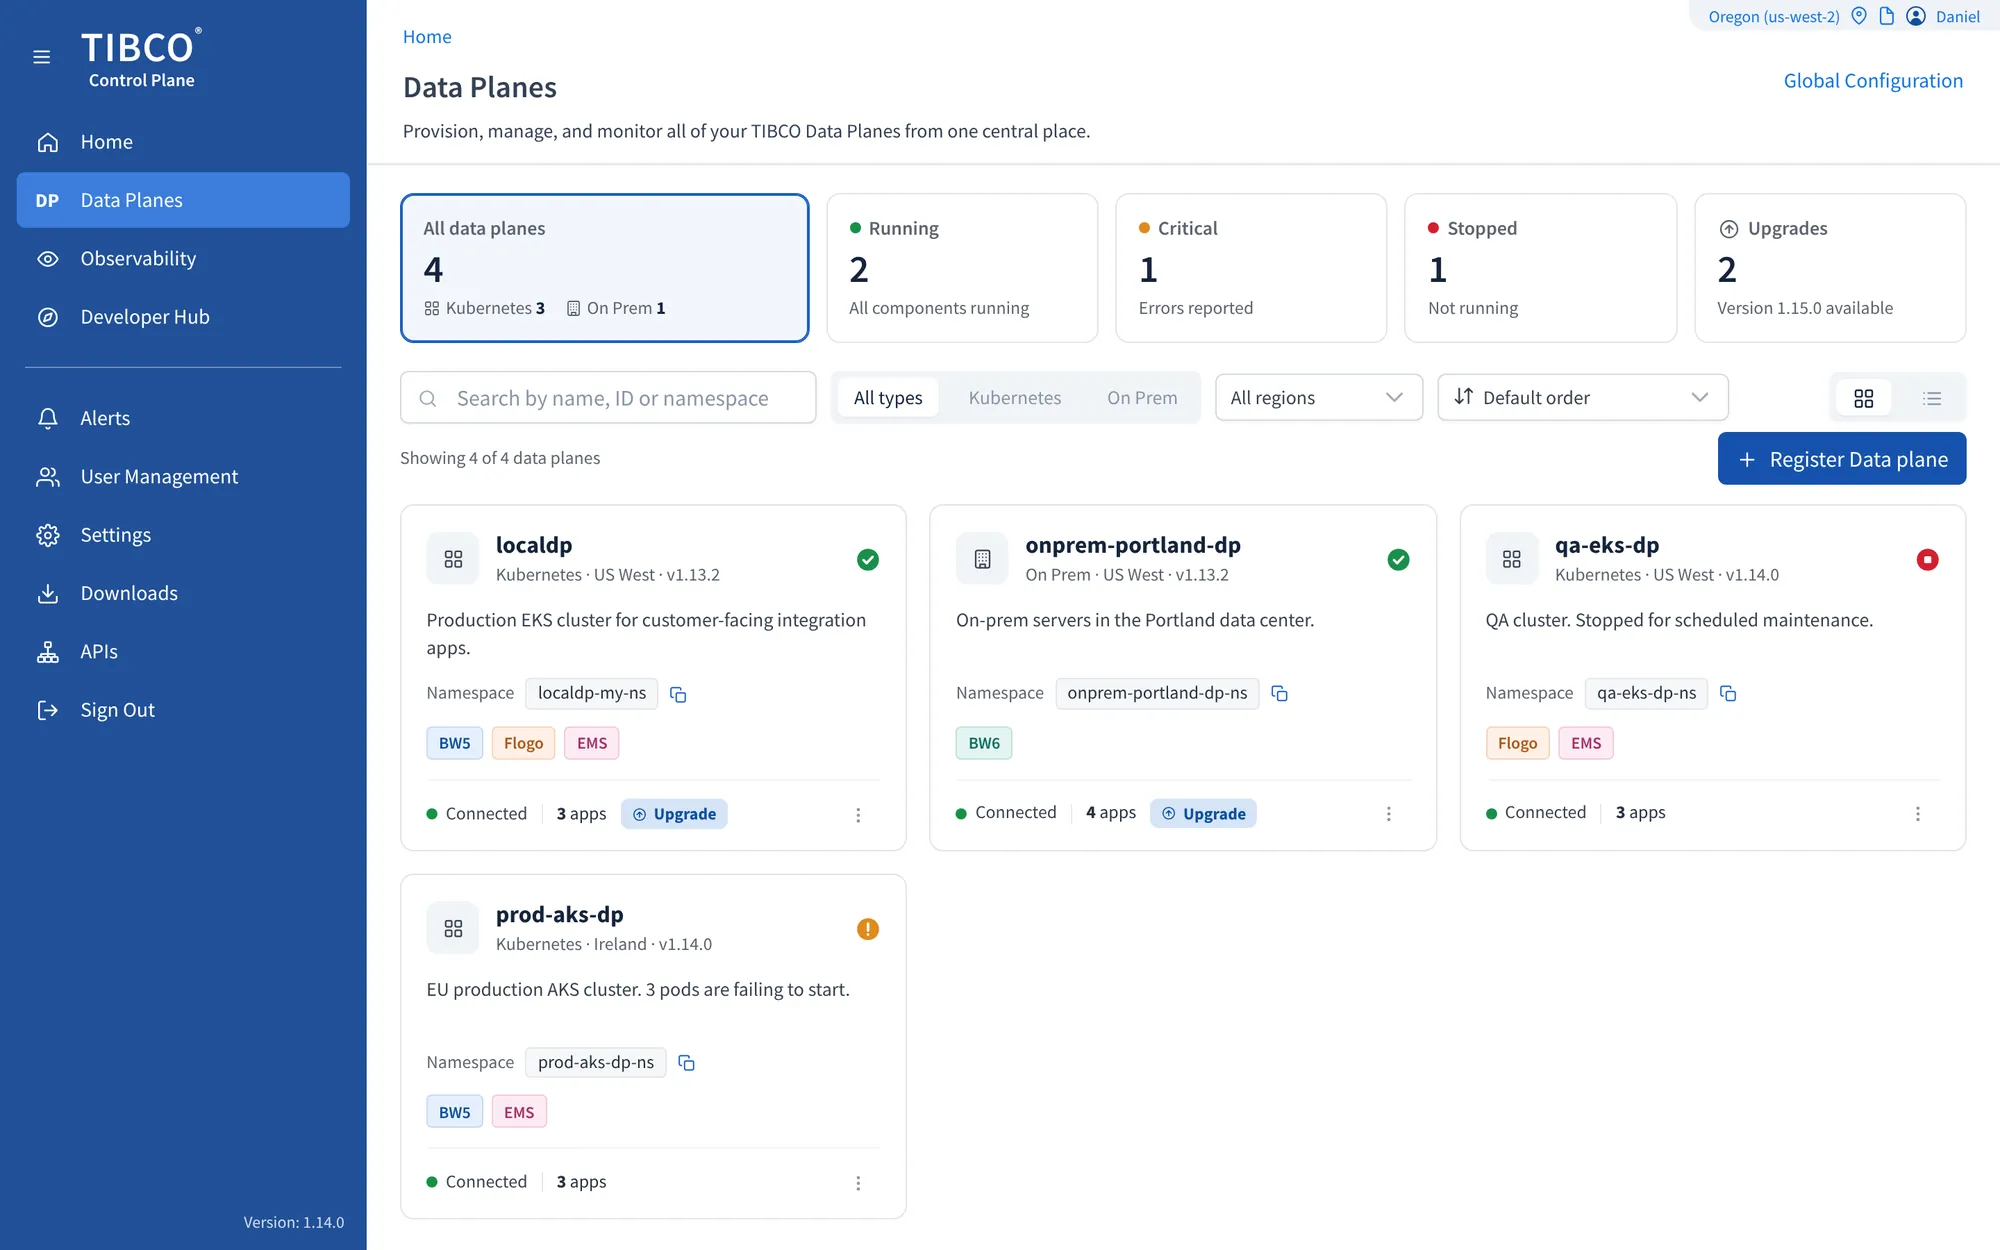 TIBCO®
Control Plane
Home
DP Data Planes
Observability
Developer Hub
Alerts
User Management
Settings
Downloads
APIs
Sign Out
Version: 1.14.0
Oregon (us-west-2) Daniel
Home
Data Planes
Global Configuration
Provision, manage, and monitor all of your TIBCO Data Planes from one central place.
All data planes
4
Kubernetes 3 On Prem 1
Running
2
All components running
Critical
1
Errors reported
Stopped
1
Not running
Upgrades
2
Version 1.15.0 available
Search by name, ID or namespace
All types Kubernetes On Prem
All regions
Default order
Showing 4 of 4 data planes
+ Register Data plane
localdp
Kubernetes · US West · v1.13.2
Production EKS cluster for customer-facing integration
apps.
Namespace localdp-my-ns
BW5 Flogo EMS
Connected 3 apps Upgrade
onprem-portland-dp
On Prem · US West · v1.13.2
On-prem servers in the Portland data center.
Namespace onprem-portland-dp-ns
BW6
Connected 4 apps Upgrade
qa-eks-dp
Kubernetes · US West · v1.14.0
QA cluster. Stopped for scheduled maintenance.
Namespace qa-eks-dp-ns
Flogo EMS
Connected 3 apps
prod-aks-dp
Kubernetes · Ireland · v1.14.0
EU production AKS cluster. 3 pods are failing to start.
Namespace prod-aks-dp-ns
BW5 EMS
Connected 3 apps